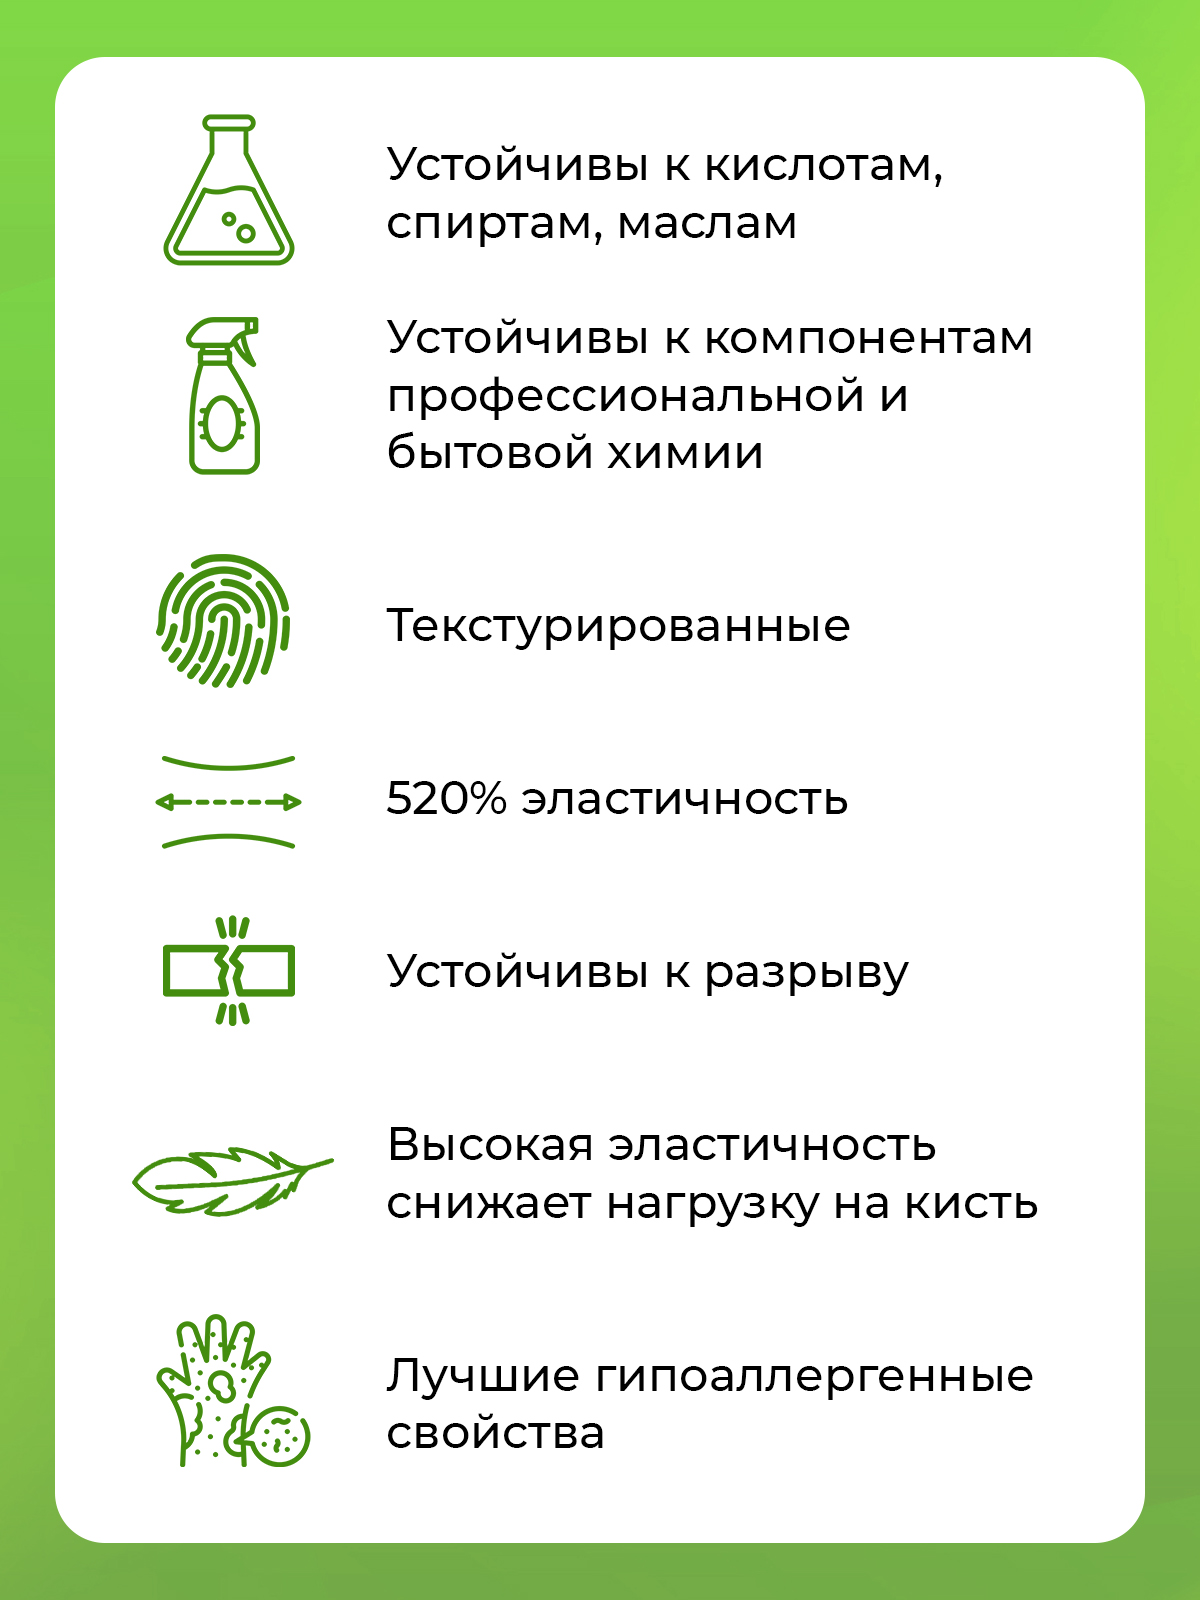 Устойчивы к кислотам,
спиртам, маслам
Устойчивы к компонентам
профессиональной и
бытовой химии
Текстурированные
520% эластичность
Устойчивы к разрыву
Высокая эластичность
снижает нагрузку на кисть
Лучшие гипоаллергенные
свойства